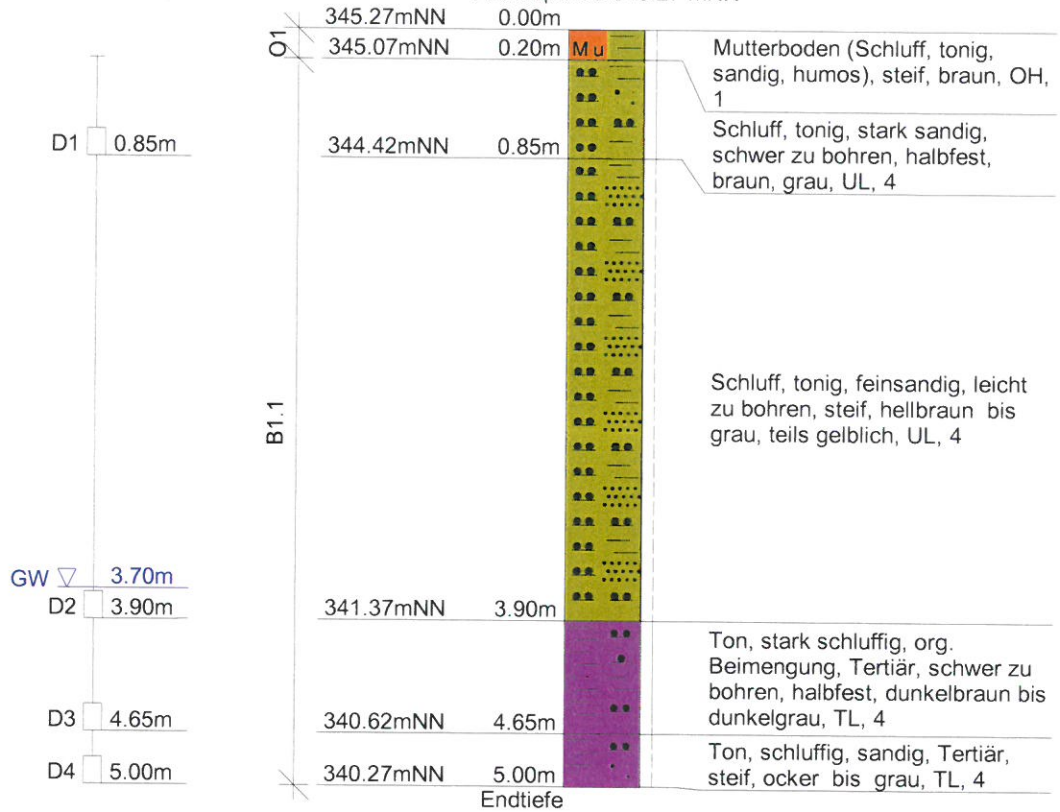 345.27mNN 0.00m
O1
345.07mNN 0.20m
Mu
Mutterboden (Schluff, tonig,
sandig, humos), steif, braun, OH,
1
D1 0.85m
344.42mNN 0.85m
Schluff, tonig, stark sandig,
schwer zu bohren, halbfest,
braun, grau, UL, 4
B1.1
Schluff, tonig, feinsandig, leicht
zu bohren, steif, hellbraun bis
grau, teils gelblich, UL, 4
GW 3.70m
D2 3.90m
341.37mNN 3.90m
Ton, stark schluffig, org.
Beimengung, Tertiär, schwer zu
bohren, halbfest, dunkelbraun bis
dunkelgrau, TL, 4
D3 4.65m
340.62mNN 4.65m
Ton, schluffig, sandig, Tertiär,
steif, ocker bis grau, TL, 4
D4 5.00m
340.27mNN 5.00m
Endtiefe